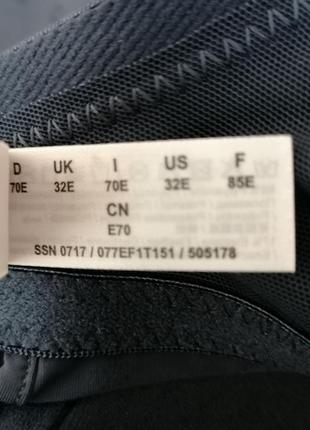 D UK I US F
70E 32E 70E 32E 85E
CN
E70
SSN 0717 / 077EF1T151 / 505178